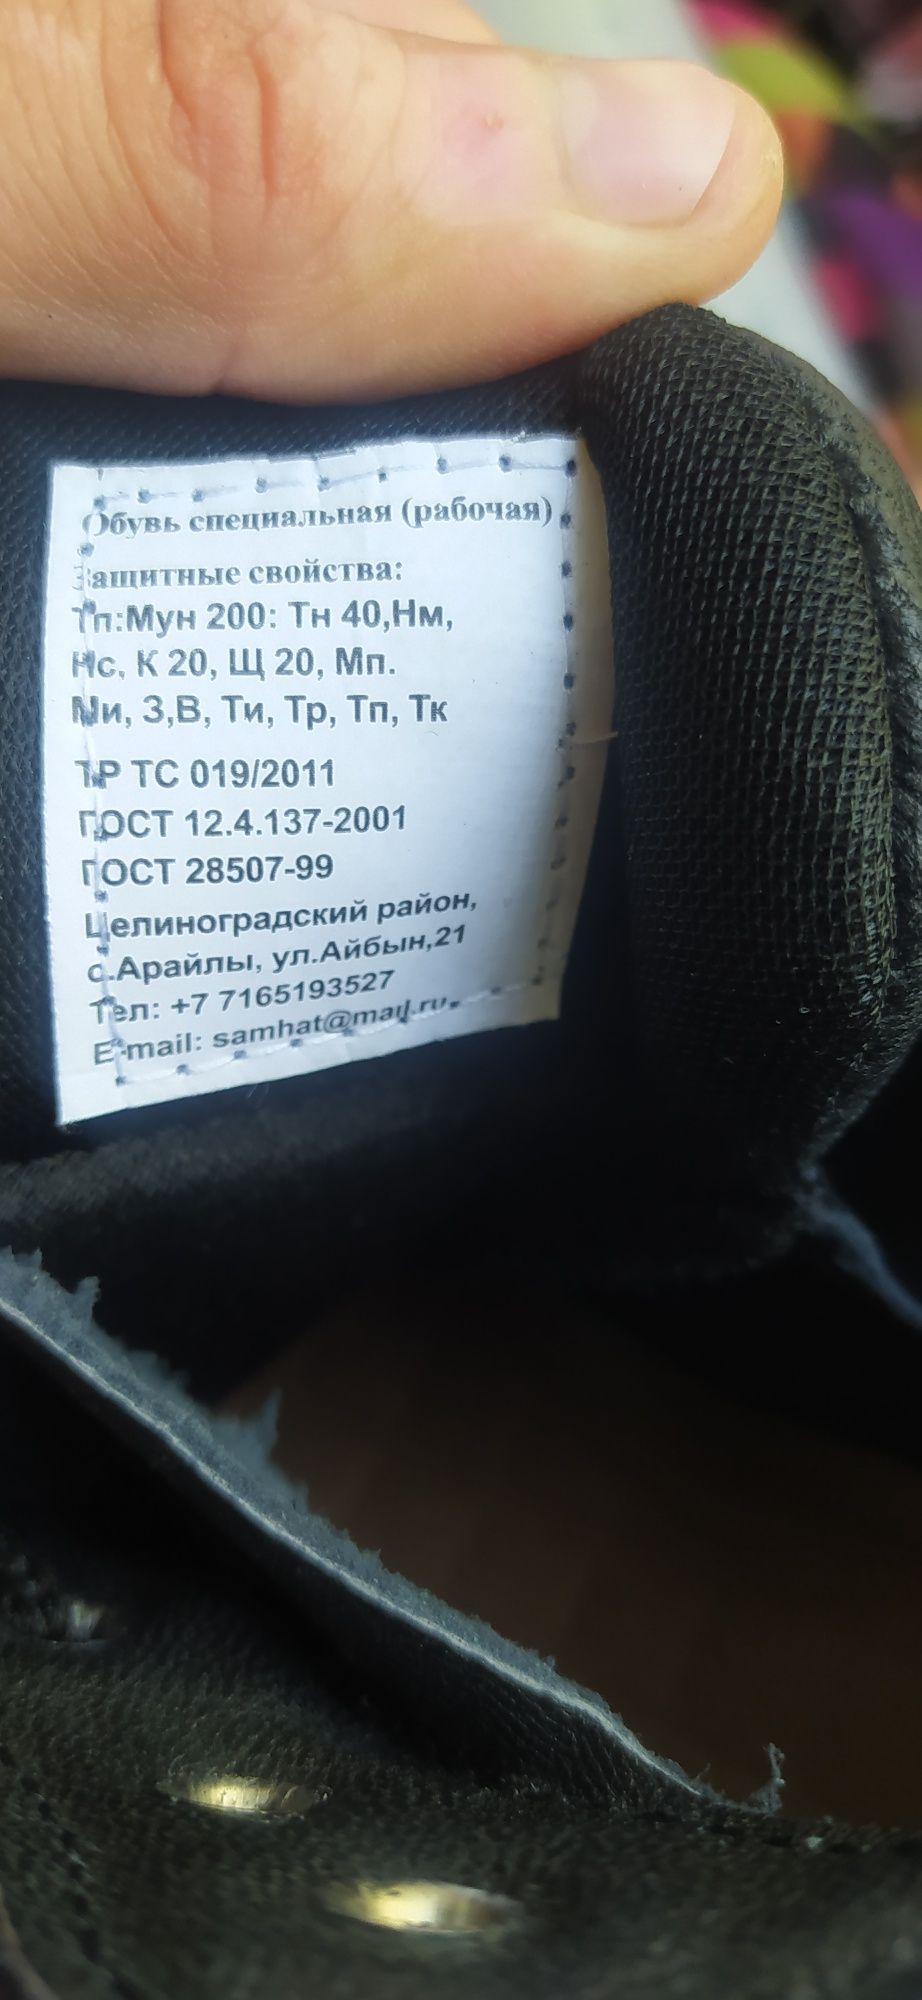 Обувь специальная (рабочая)
Защитные свойства:
Тп:Мун 200: Тн 40,Нм,
Нс, К 20, Щ 20, Мп.
Ми, З,В, Ти, Тр, Тп, Тк
ТР ТС 019/2011
ГОСТ 12.4.137-2001
ГОСТ 28507-99
Целиноградский район,
с.Арайлы, ул.Айбын,21
Тел: +7 7165193527
E-mail: samhat@mail.ru